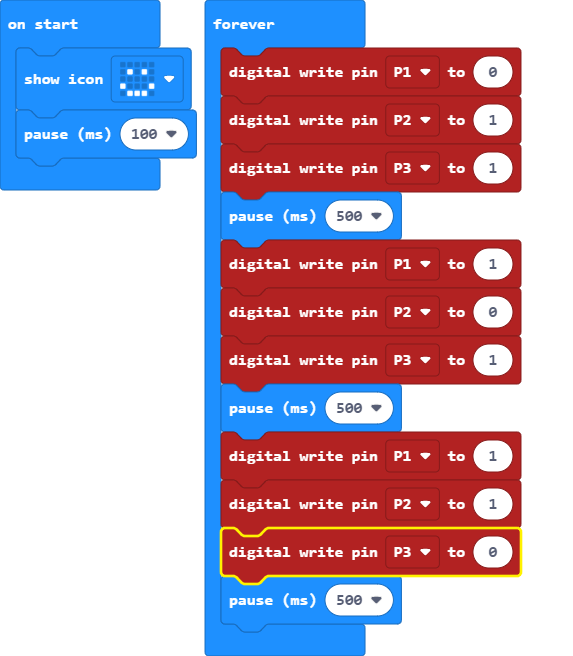 on start
show icon
pause (ms) 100
forever
digital write pin P1 to 0
digital write pin P2 to 1
digital write pin P3 to 1
pause (ms) 500
digital write pin P1 to 1
digital write pin P2 to 0
digital write pin P3 to 1
pause (ms) 500
digital write pin P1 to 1
digital write pin P2 to 1
digital write pin P3 to 0
pause (ms) 500